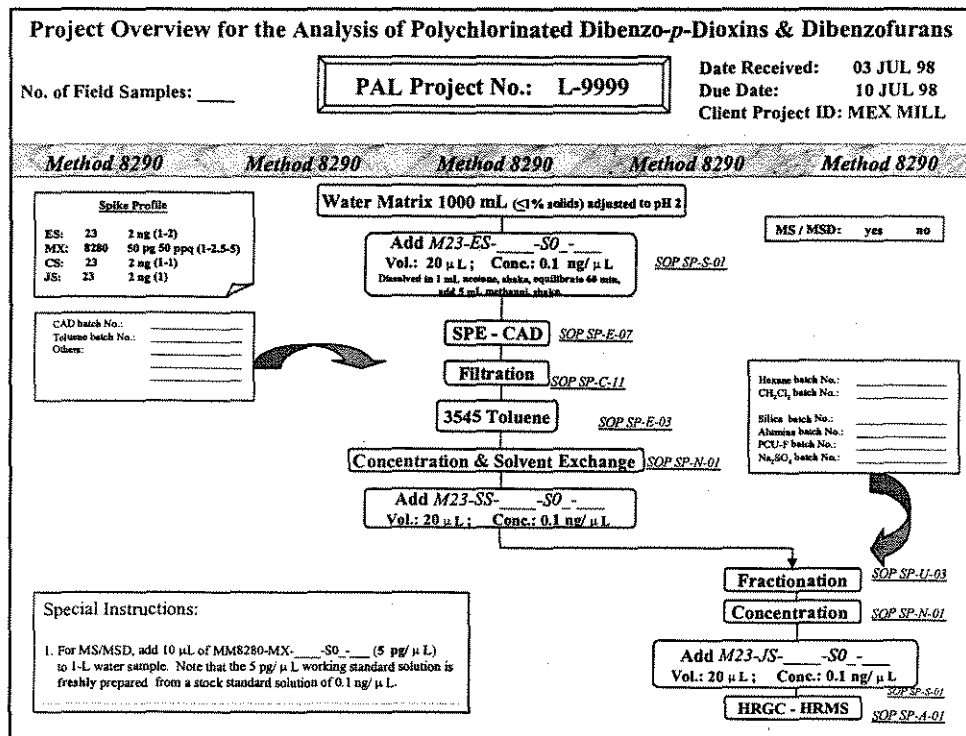 Project Overview for the Analysis of Polychlorinated Dibenzo-p-Dioxins & Dibenzofurans
No. of Field Samples: ____
PAL Project No.: L-9999
Date Received: 03 JUL 98
Due Date: 10 JUL 98
Client Project ID: MEX MILL
Method 8290 Method 8290 Method 8290 Method 8290 Method 8290
Spike Profile
ES: 23 2 ng (1-2)
MX: 8280 50 pg 50 ppq (1-2.5-5)
CS: 23 2 ng (1-1)
JS: 23 2 ng (1)
Water Matrix 1000 mL (≤1% solids) adjusted to pH 2
MS / MSD: yes no
Add M23-ES-____-S0_-___
Vol.: 20 µL; Conc.: 0.1 ng/µL
Dissolved in 1 mL acetone, shake, equilibrate 60 min,
add 5 mL methanol, shake.
SOP SP-S-01
CAD batch No.: ____
Toluene batch No.: ____
Others: ____
SPE - CAD
SOP SP-E-07
Filtration
SOP SP-C-11
3545 Toluene
SOP SP-E-03
Concentration & Solvent Exchange
SOP SP-N-01
Add M23-SS-____-S0_-___
Vol.: 20 µL; Conc.: 0.1 ng/µL
Hexane batch No.: ____
CH2Cl2 batch No.: ____
Silica batch No.: ____
Alumina batch No.: ____
PCU-F batch No.: ____
Na2SO4 batch No.: ____
Fractionation
SOP SP-U-03
Concentration
SOP SP-N-01
Add M23-JS-____-S0_-___
Vol.: 20 µL; Conc.: 0.1 ng/µL
SOP SP-S-01
HRGC - HRMS
SOP SP-A-01
Special Instructions:
1. For MS/MSD, add 10 µL of MM8280-MX-____-S0_-___ (5 pg/µL)
to 1-L water sample. Note that the 5 pg/µL working standard solution is
freshly prepared from a stock standard solution of 0.1 ng/µL.